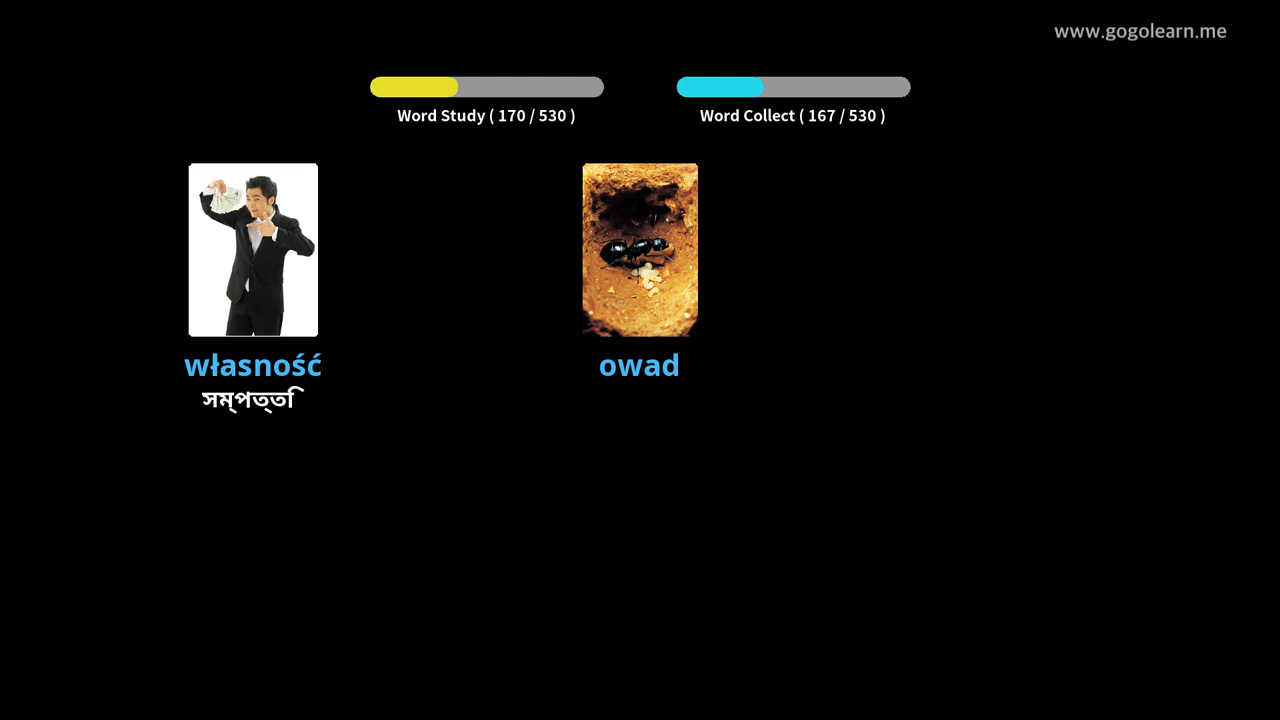 www.gogolearn.me
Word Study ( 170 / 530 )
Word Collect ( 167 / 530 )
własność
owad
সম্পত্তি